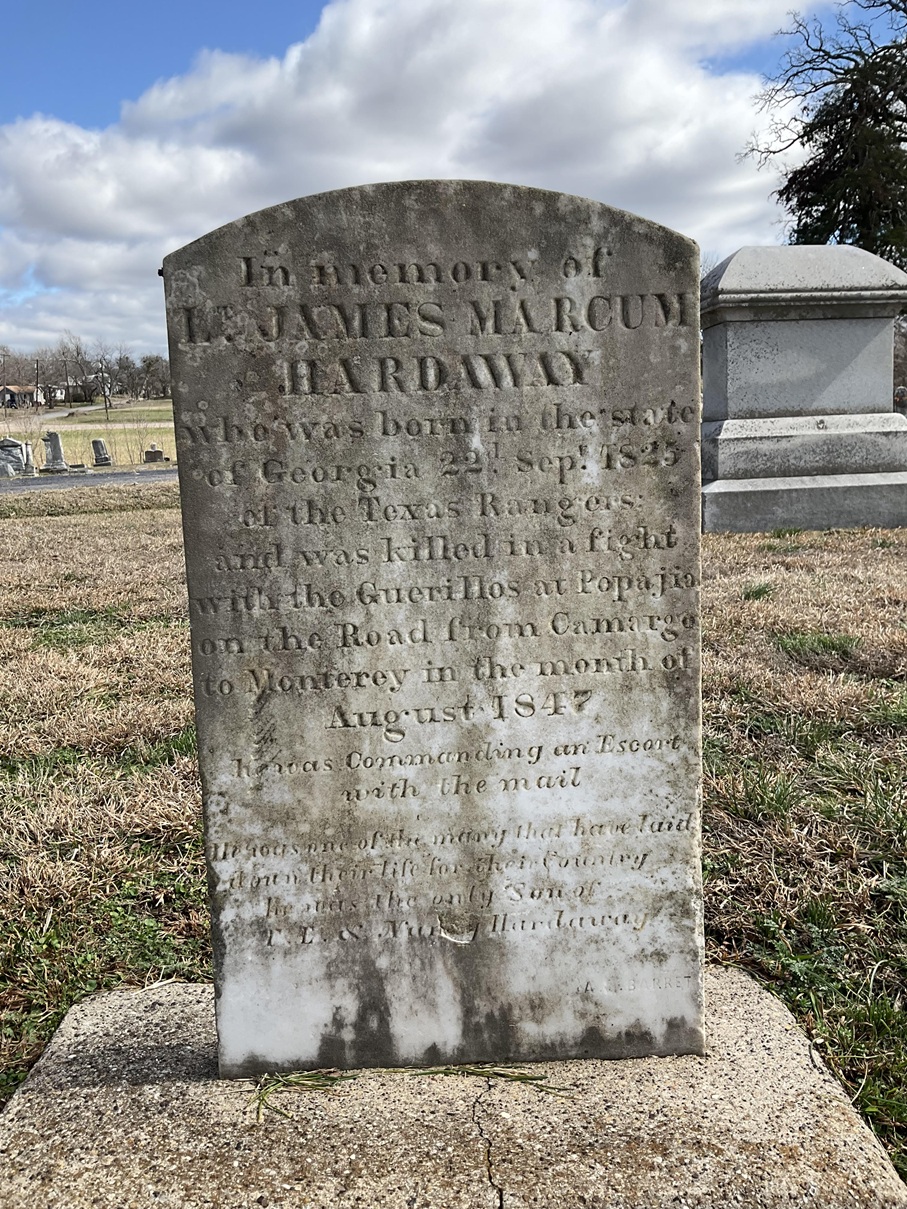 In memory of
Lt. JAMES MARCUM
HARDAWAY
who was born in the state
of Georgia 22d. Sept. 1825
of the Texas Rangers:
and was killed in a fight
with the Guerillos at Popajia
on the Road from Camargo
to Monterey in the month of
August 1847
he was Commanding an Escort
with the mail
He was one of the many that have laid
down their life for their Country
he was the only Son of
T. E. & Nancy Hardaway